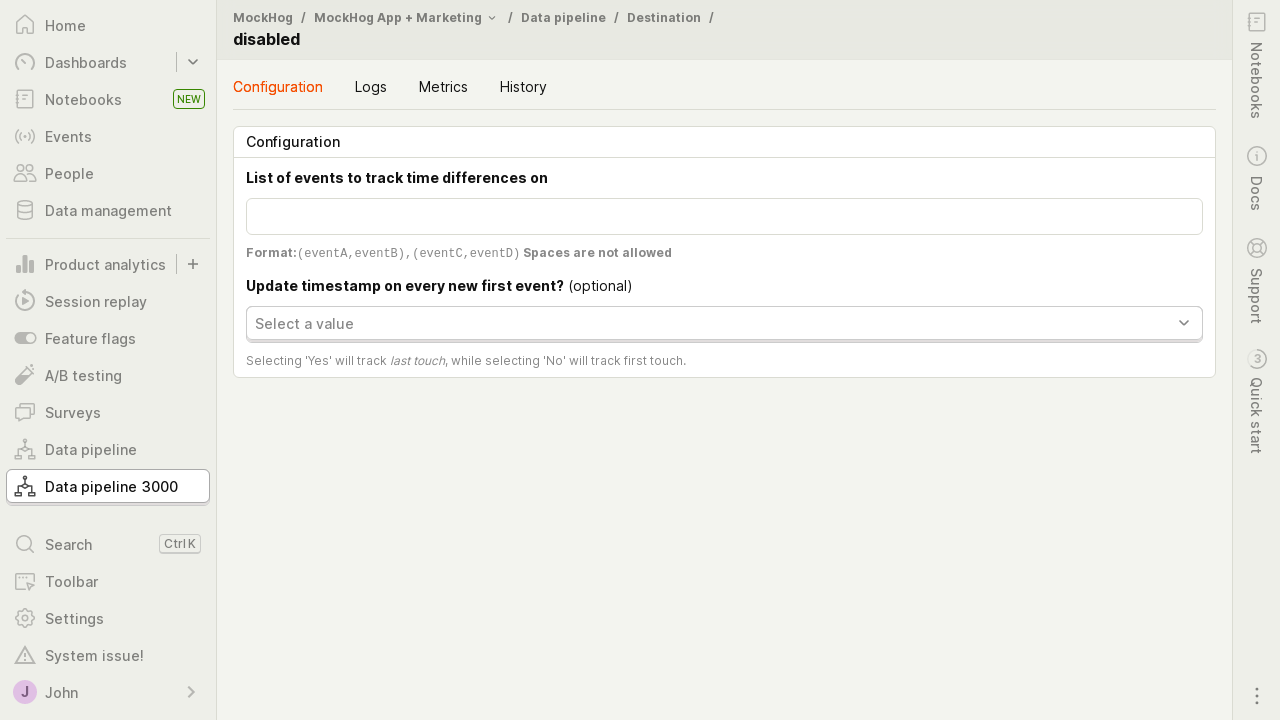 Home
Dashboards
Notebooks NEW
Events
People
Data management
Product analytics
Session replay
Feature flags
A/B testing
Surveys
Data pipeline
Data pipeline 3000
Search Ctrl K
Toolbar
Settings
System issue!
J John
MockHog / MockHog App + Marketing / Data pipeline / Destination /
disabled
Configuration Logs Metrics History
Configuration
List of events to track time differences on
Format:(eventA,eventB),(eventC,eventD) Spaces are not allowed
Update timestamp on every new first event? (optional)
Select a value
Selecting 'Yes' will track last touch, while selecting 'No' will track first touch.
Notebooks
Docs
Support
3 Quick start